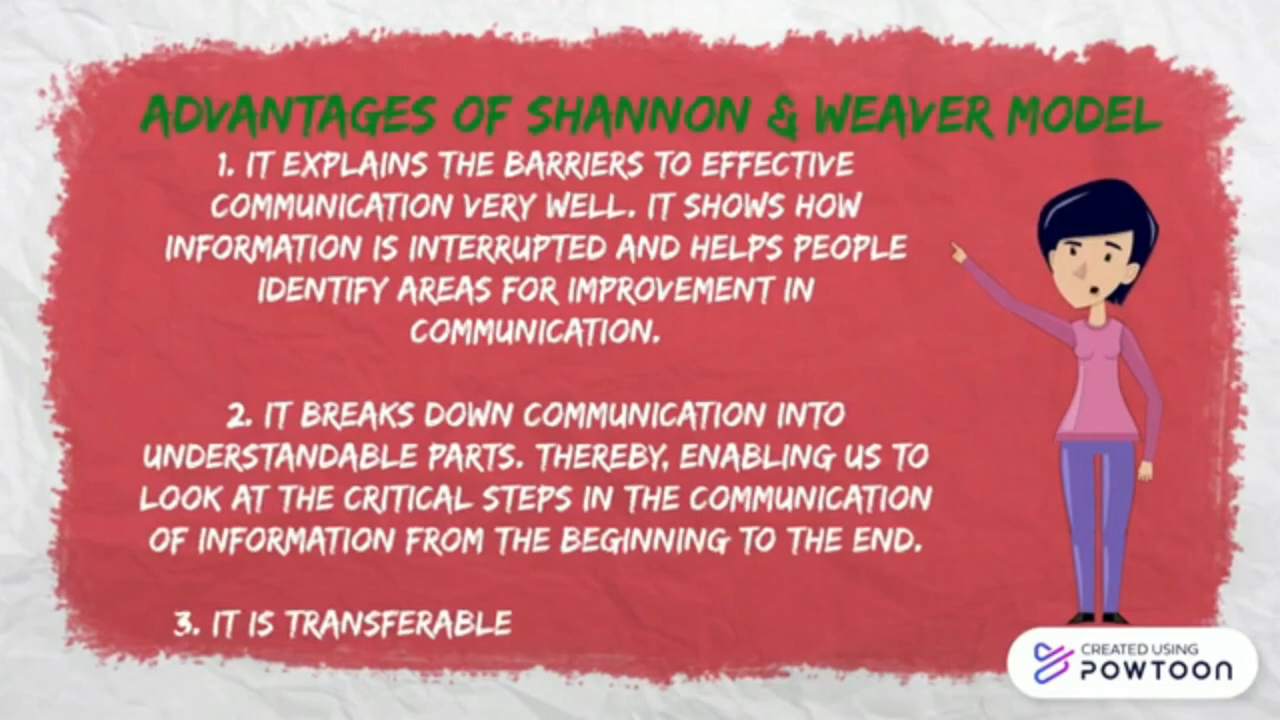 ADVANTAGES OF SHANNON & WEAVER MODEL
1. IT EXPLAINS THE BARRIERS TO EFFECTIVE
COMMUNICATION VERY WELL. IT SHOWS HOW
INFORMATION IS INTERRUPTED AND HELPS PEOPLE
IDENTIFY AREAS FOR IMPROVEMENT IN
COMMUNICATION.
2. IT BREAKS DOWN COMMUNICATION INTO
UNDERSTANDABLE PARTS. THEREBY, ENABLING US TO
LOOK AT THE CRITICAL STEPS IN THE COMMUNICATION
OF INFORMATION FROM THE BEGINNING TO THE END.
3. IT IS TRANSFERABLE
CREATED USING
POWTOON